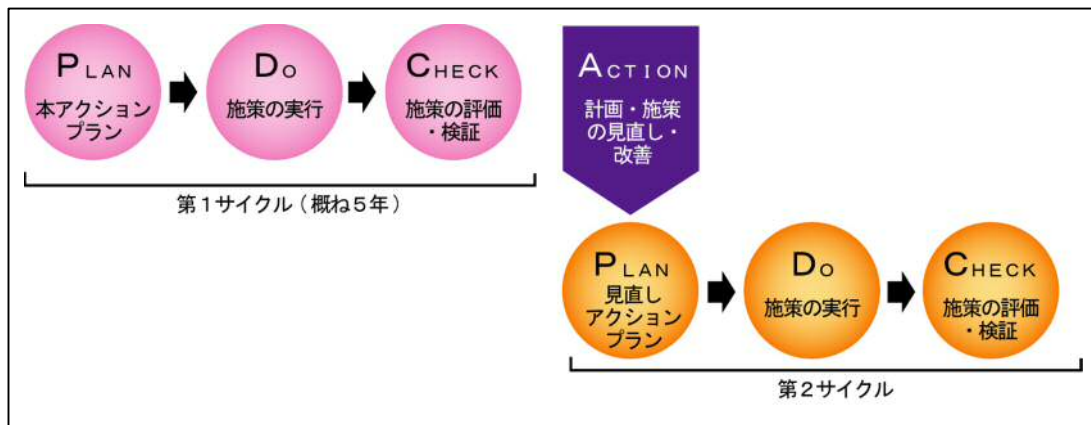 PLAN
本アクション
プラン
DO
施策の実行
CHECK
施策の評価
・検証
第1サイクル(概ね5年)
ACTION
計画・施策
の見直し・
改善
PLAN
見直し
アクション
プラン
DO
施策の実行
CHECK
施策の評価
・検証
第2サイクル